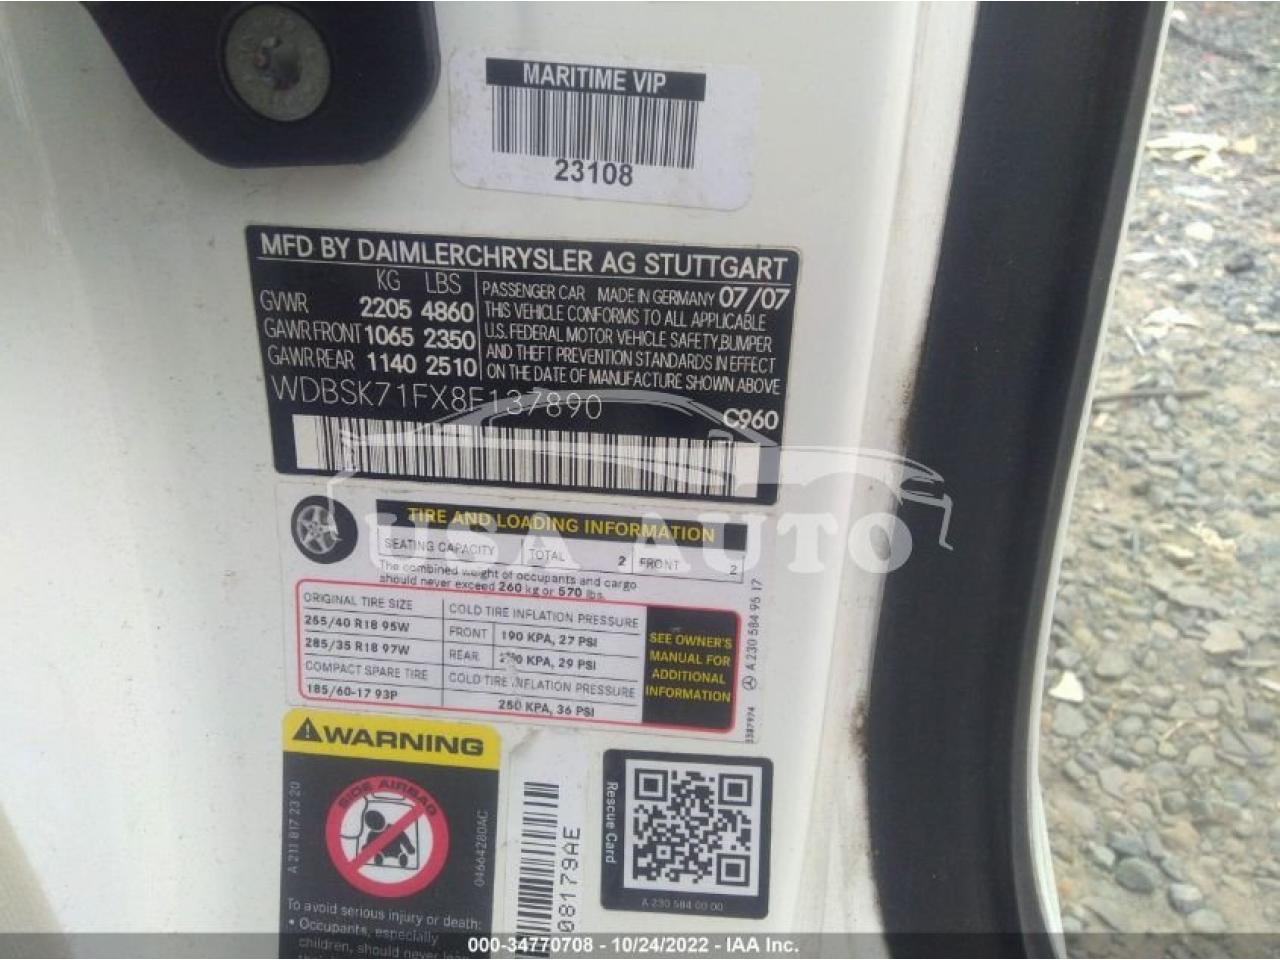 MARITIME VIP
23108
MFD BY DAIMLERCHRYSLER AG STUTTGART
KG LBS
GVWR 2205 4860
GAWR FRONT 1065 2350
GAWR REAR 1140 2510
PASSENGER CAR MADE IN GERMANY 07/07
THIS VEHICLE CONFORMS TO ALL APPLICABLE
U.S. FEDERAL MOTOR VEHICLE SAFETY, BUMPER
AND THEFT PREVENTION STANDARDS IN EFFECT
ON THE DATE OF MANUFACTURE SHOWN ABOVE
WDBSK71FX8F137890
C960
USA AUTO
TIRE AND LOADING INFORMATION
SEATING CAPACITY TOTAL 2 FRONT 2
The combined weight of occupants and cargo
should never exceed 260 kg or 570 lbs.
ORIGINAL TIRE SIZE
255/40 R18 95W
285/35 R18 97W
COMPACT SPARE TIRE
185/60-17 93P
COLD TIRE INFLATION PRESSURE
FRONT 190 KPA, 27 PSI
REAR KPA, 29 PSI
COLD TIRE INFLATION PRESSURE
250 KPA, 36 PSI
SEE OWNER'S
MANUAL FOR
ADDITIONAL
INFORMATION
A 230 584 95 17
WARNING
SIDE AIRBAG
A 211 817 23 20
04664280AC
To avoid serious injury or death:
• Occupants, especially
children, should never lean
08179AE
Rescue Card
A 230 584 00 00
000-34770708 - 10/24/2022 - IAA Inc.